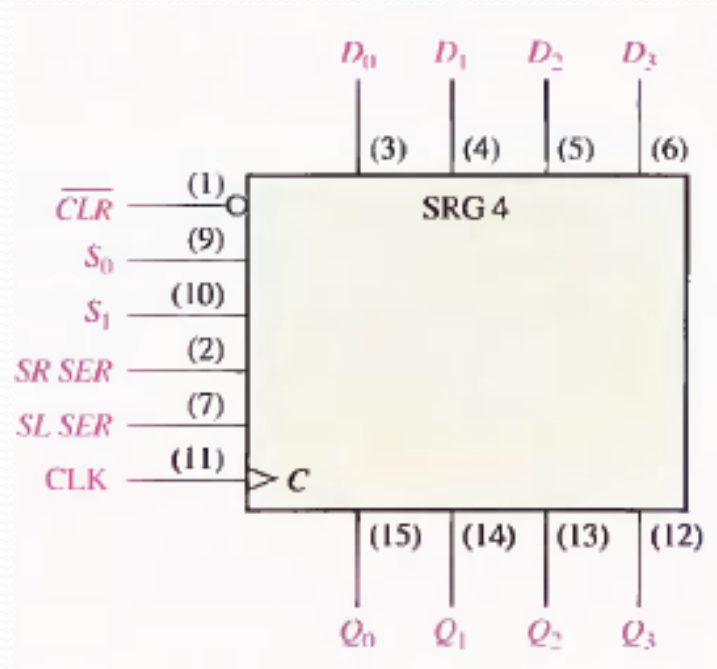 D₀ D₁ D₂ D₃
(3) (4) (5) (6)
SRG 4
C̅L̅R̅ (1)
S₀ (9)
S₁ (10)
SR SER (2)
SL SER (7)
CLK (11) C
(15) (14) (13) (12)
Q₀ Q₁ Q₂ Q₃